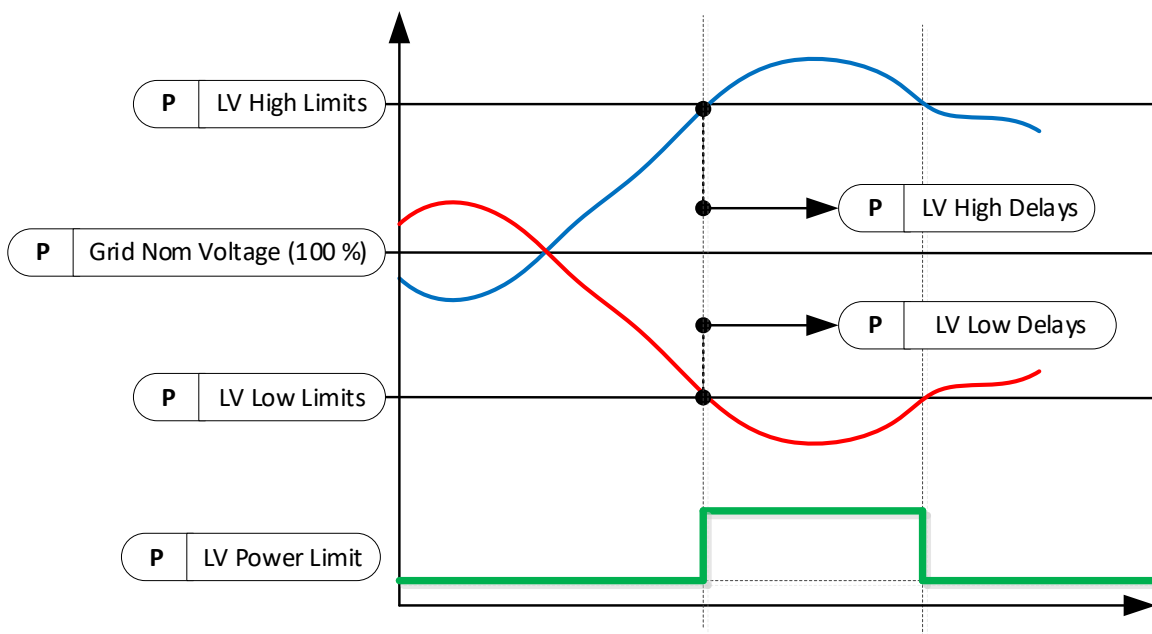 P LV High Limits
P LV High Delays
P Grid Nom Voltage (100 %)
P LV Low Delays
P LV Low Limits
P LV Power Limit